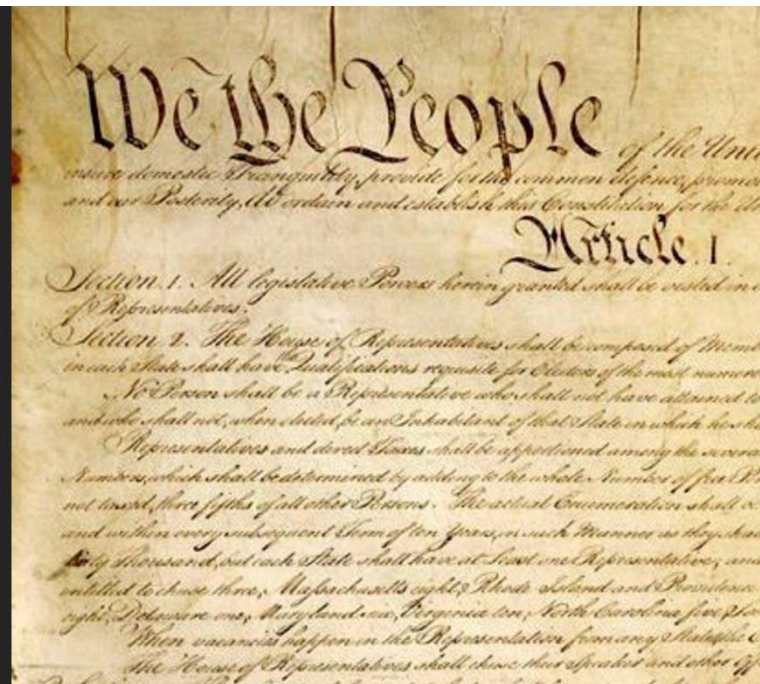 We the People of the Uni
insure domestic Tranquility, provide for the common defence, promo
and our Posterity, do ordain and establish this Constitution for the Un
Article. I.
Section. 1. All legislative Powers herein granted shall be vested in a
of Representatives.
Section. 2. The House of Representatives shall be composed of Memb
in each State shall have Qualifications requisite for Electors of the most numero
No Person shall be a Representative who shall not have attained to
and who shall not, when elected, be an Inhabitant of that State in which he sha
Representatives and direct Taxes shall be apportioned among the severa
Numbers, which shall be determined by adding to the whole Number of free P
not taxed, three fifths of all other Persons. The actual Enumeration shall
and within every subsequent Term of ten Years, in such Manner as they sha
thirty Thousand, but each State shall have at Least one Representative; and
entitled to chuse three, Massachusetts eight, Rhode Island and Providence
eight, Delaware one, Maryland six, Virginia ten, North Carolina five, Sou
When vacancies happen in the Representation from any State, the E
The House of Representatives shall chuse their Speaker and other Off